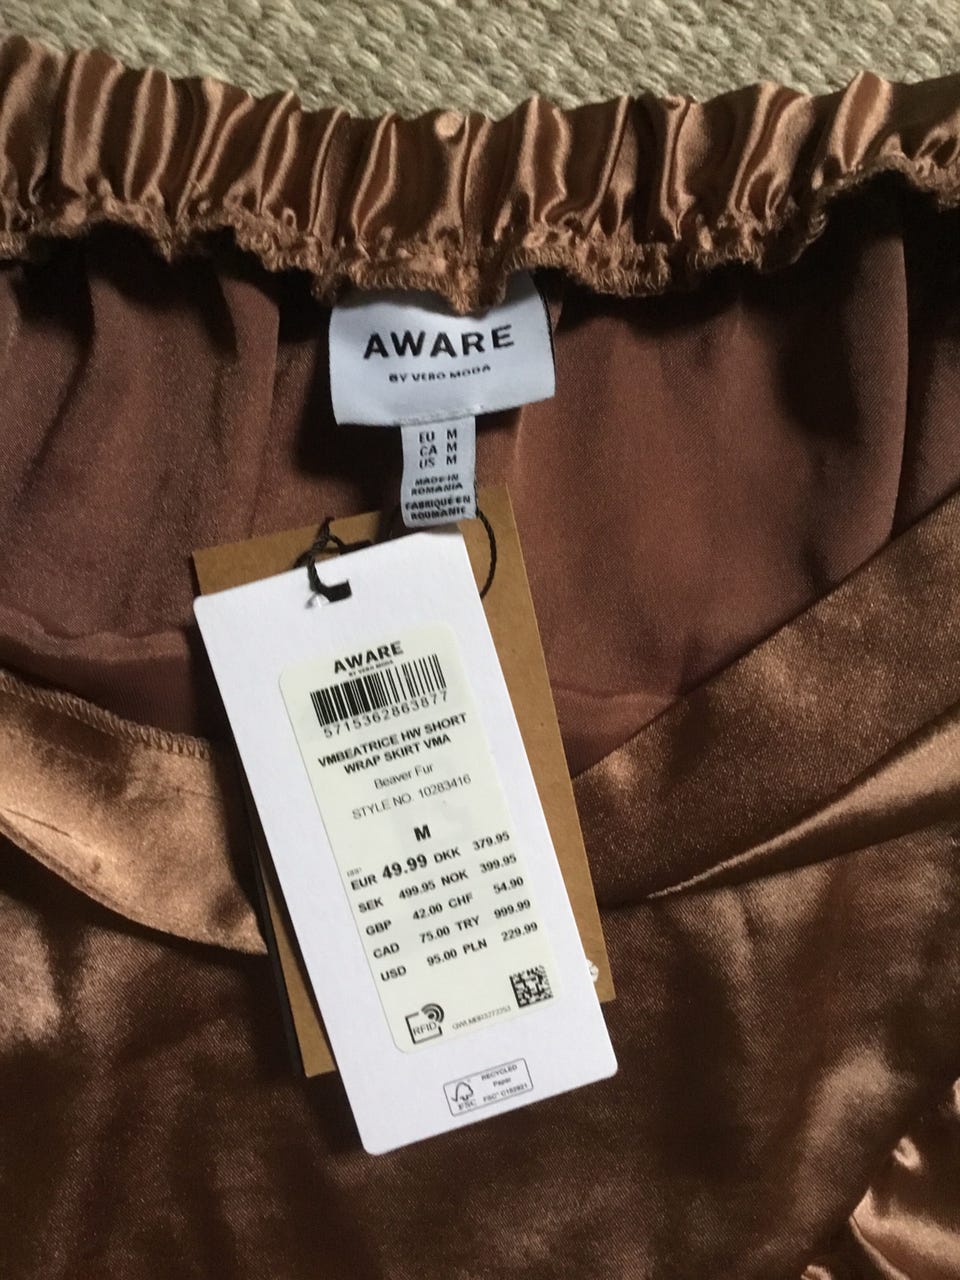 AWARE
BY VERO MODA
EU M
CA M
US M
MADE IN
ROMANIA
FABRIQUÉ EN
ROUMANIE
AWARE
BY VERO MODA
5715362863877
VMBEATRICE HW SHORT
WRAP SKIRT VMA
Beaver Fur
STYLE NO. 10283416
M
EUR 49.99 DKK 379.95
SEK 499.95 NOK 399.95
GBP 42.00 CHF 54.90
CAD 75.00 TRY 999.99
USD 95.00 PLN 229.99
RFID
FSC
RECYCLED
Paper